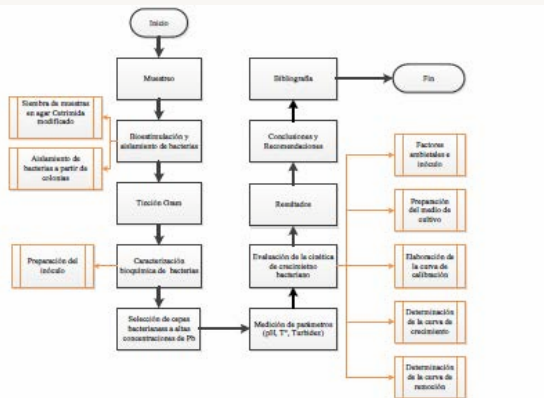 Inicio
Muestreo
Siembra de muestras
en agar Cetrimida
modificado
Bioestimulación y
aislamiento de bacterias
Aislamiento de
bacterias a partir de
colonias
Tinción Gram
Preparación del
inóculo
Caracterización
bioquímica de bacterias
Selección de cepas
bacterianas a altas
concentraciones de Pb
Medición de parámetros
(pH, T°, Turbidez)
Evaluación de la cinética
de crecimiento
bacteriano
Resultados
Conclusiones y
Recomendaciones
Bibliografía
Fin
Factores
ambietales e
inóculo
Preparación
del medio de
cultivo
Elaboración de
la curva de
calibración
Determinación
de la curva de
crecimiento
Determinación
de la curva de
remoción